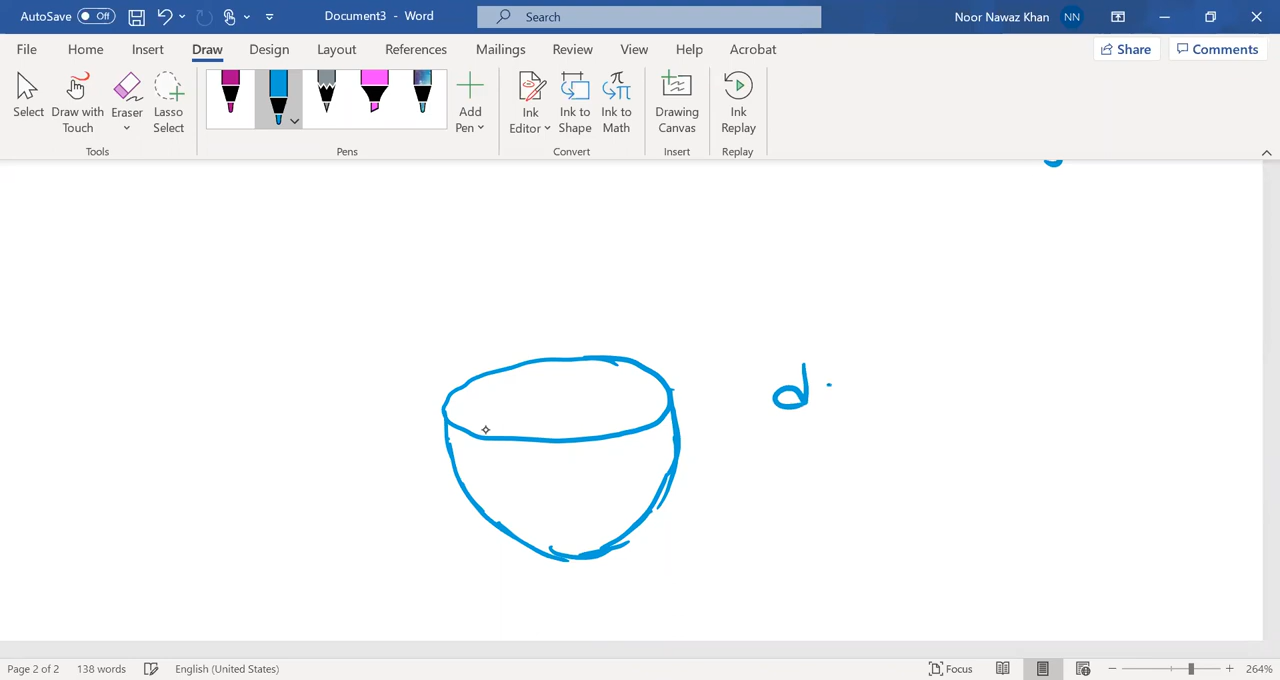 AutoSave Off Document3 - Word Search Noor Nawaz Khan NN
File Home Insert Draw Design Layout References Mailings Review View Help Acrobat Share Comments
Select Draw with Touch Eraser Lasso Select Add Pen Ink Editor Ink to Shape Ink to Math Drawing Canvas Ink Replay
Tools Pens Convert Insert Replay
d
Page 2 of 2 138 words English (United States) Focus 264%